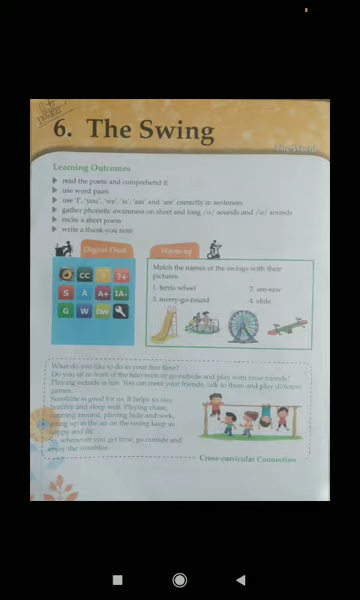 6. The Swing
Learning Outcomes
read the poem and comprehend it
use word pairs
use 'I', 'you', 'we', 'is', 'am' and 'are' correctly in sentences
gather phonetic awareness on short and long /o/ sounds and /u/ sounds
recite a short poem
write a thank-you note
Digital Deck
CC
?+
S A A+ IA
G W DW
Warm-up
Match the names of the swings with their
pictures.
1. ferris wheel 2. see-saw
3. merry-go-round 4. slide
What do you like to do in your free time?
Do you sit in front of the television or go outside and play with your friends?
Playing outside is fun. You can meet your friends, talk to them and play different
games.
Sunshine is good for us. It helps us stay
healthy and sleep well. Playing chase,
running around, playing hide-and-seek,
going up in the air on the swing keep us
happy and fit.
So, whenever you get time, go outside and
enjoy the sunshine.
Cross-curricular Connection